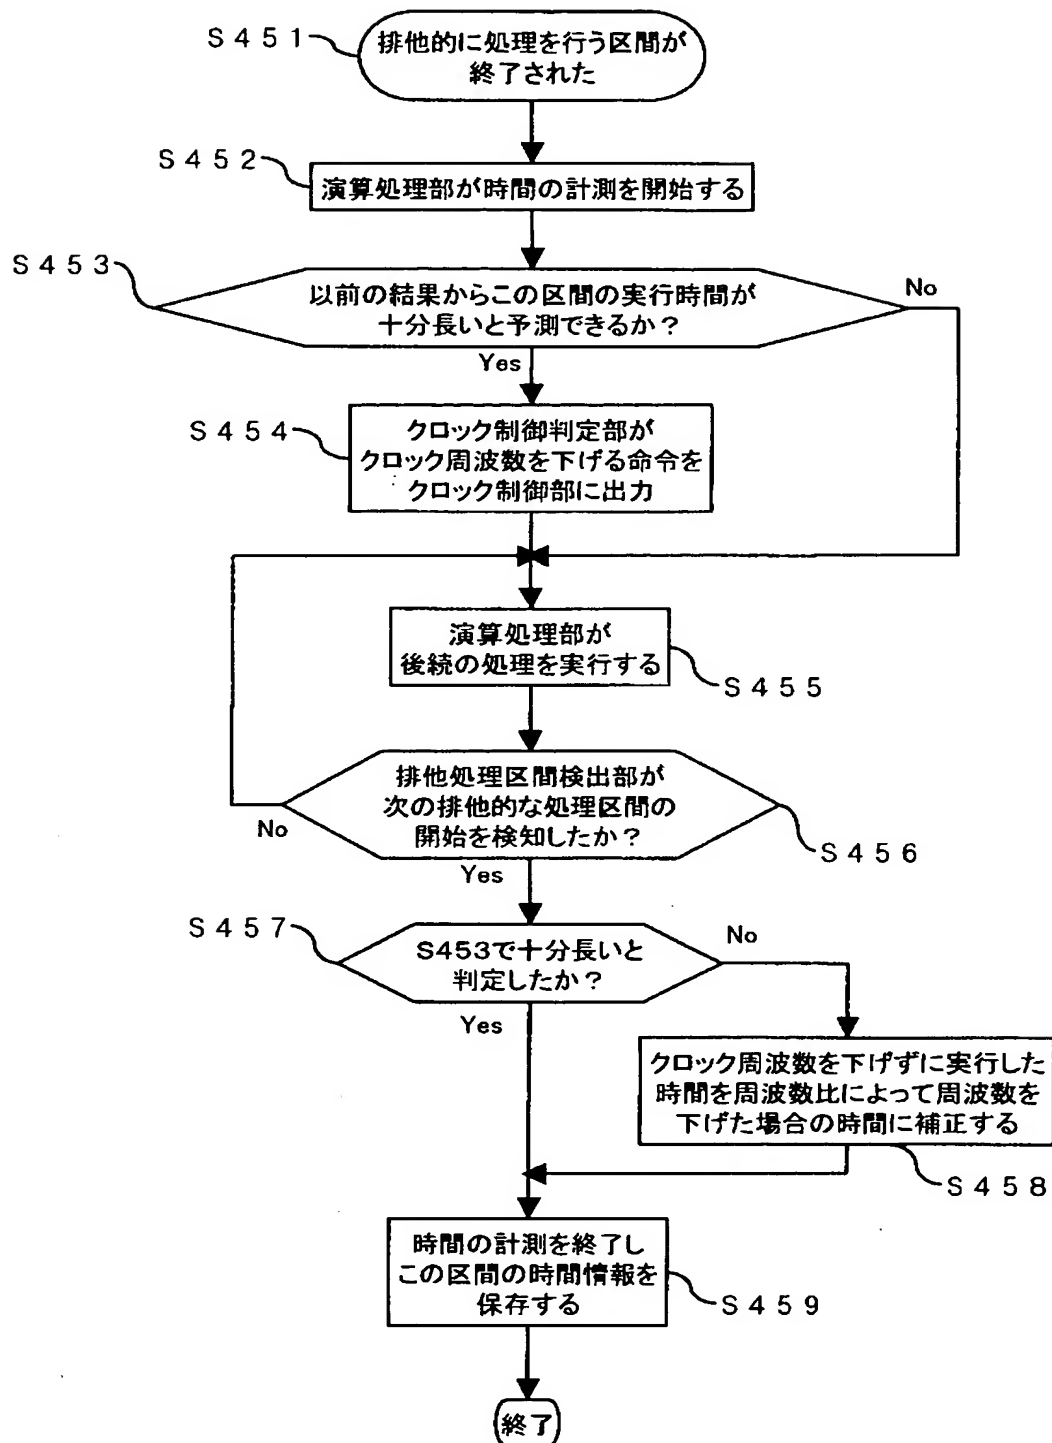 S451
排他的に処理を行う区間が
終了された
S452
演算処理部が時間の計測を開始する
S453
以前の結果からこの区間の実行時間が
十分長いと予測できるか？
No
Yes
S454
クロック制御判定部が
クロック周波数を下げる命令を
クロック制御部に出力
演算処理部が
後続の処理を実行する
S455
排他処理区間検出部が
次の排他的な処理区間の
開始を検知したか？
No
S456
Yes
S457
S453で十分長いと
判定したか？
No
Yes
クロック周波数を下げずに実行した
時間を周波数比によって周波数を
下げた場合の時間に補正する
S458
時間の計測を終了し
この区間の時間情報を
保存する
S459
終了